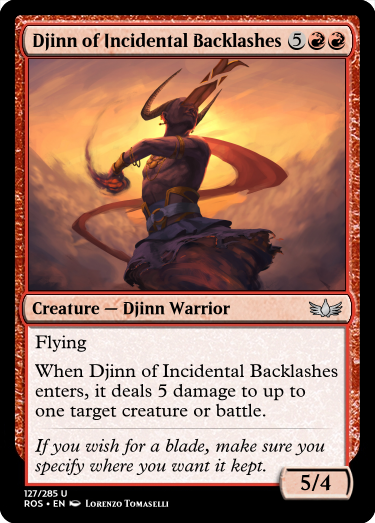 Djinn of Incidental Backlashes 5
Creature — Djinn Warrior
Flying
When Djinn of Incidental Backlashes
enters, it deals 5 damage to up to
one target creature or battle.
If you wish for a blade, make sure you
specify where you want it kept.
5/4
127/285 U
ROS • EN Lorenzo Tomaselli